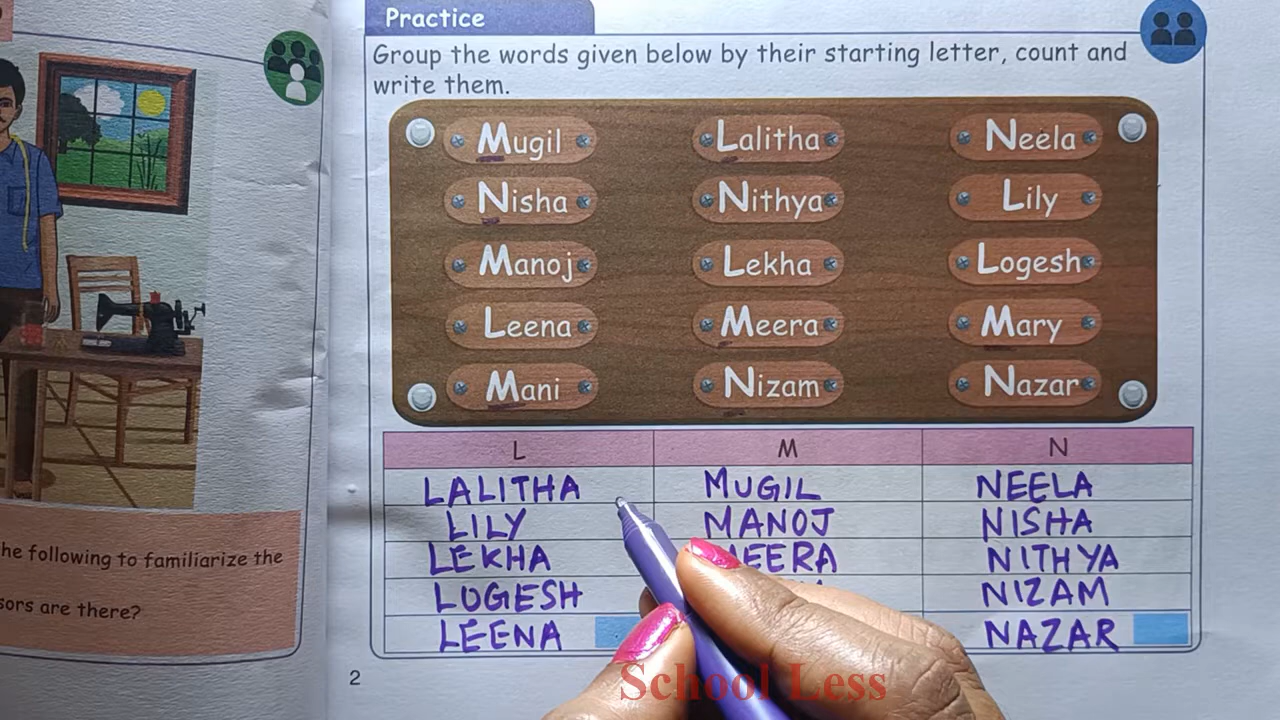 Practice
Group the words given below by their starting letter, count and
write them.
Mugil Lalitha Neela
Nisha Nithya Lily
Manoj Lekha Logesh
Leena Meera Mary
Mani Nizam Nazar
L M N
LALITHA MUGIL NEELA
LILY MANOJ NISHA
LEKHA MEERA NITHYA
LOGESH NIZAM
LEENA NAZAR
he following to familiarize the
sors are there?
2
School Less